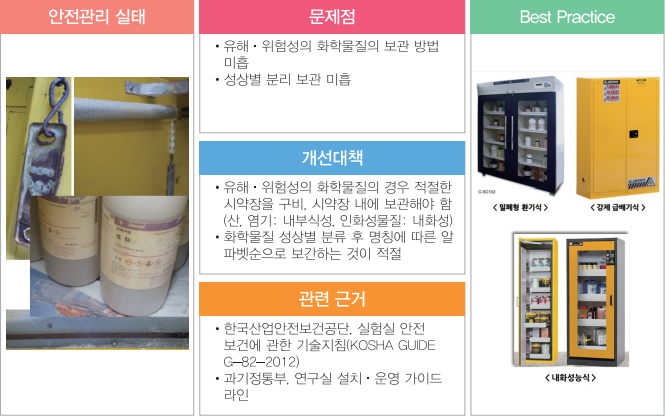 안전관리 실태
문제점
• 유해・위험성의 화학물질의 보관 방법
미흡
• 성상별 분리 보관 미흡
개선대책
• 유해・위험성의 화학물질의 경우 적절한
시약장을 구비, 시약장 내에 보관해야 함
(산, 염기: 내부식성, 인화성물질: 내화성)
• 화학물질 성상별 분류 후 명칭에 따른 알
파벳순으로 보간하는 것이 적절
관련 근거
• 한국산업안전보건공단, 실험실 안전
보건에 관한 기술지침(KOSHA GUIDE
G-82-2012)
• 과기정통부, 연구실 설치・운영 가이드
라인
Best Practice
C-SC102
< 밀폐형 환기식 >
< 강제 급배기식 >
< 내화성능식 >